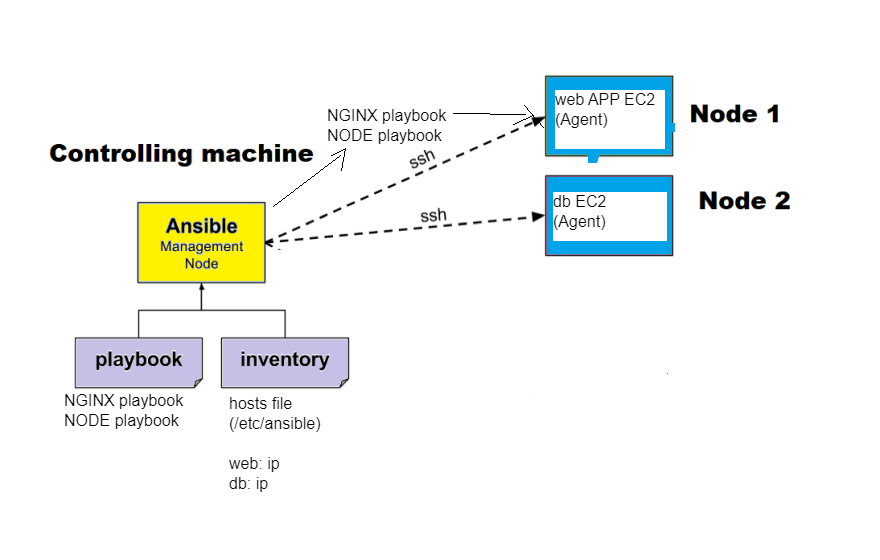 web APP EC2
(Agent)
Node 1
NGINX playbook
NODE playbook
Controlling machine
ssh
db EC2
(Agent)
Node 2
ssh
Ansible
Management
Node
playbook
inventory
NGINX playbook
NODE playbook
hosts file
(/etc/ansible)
web: ip
db: ip